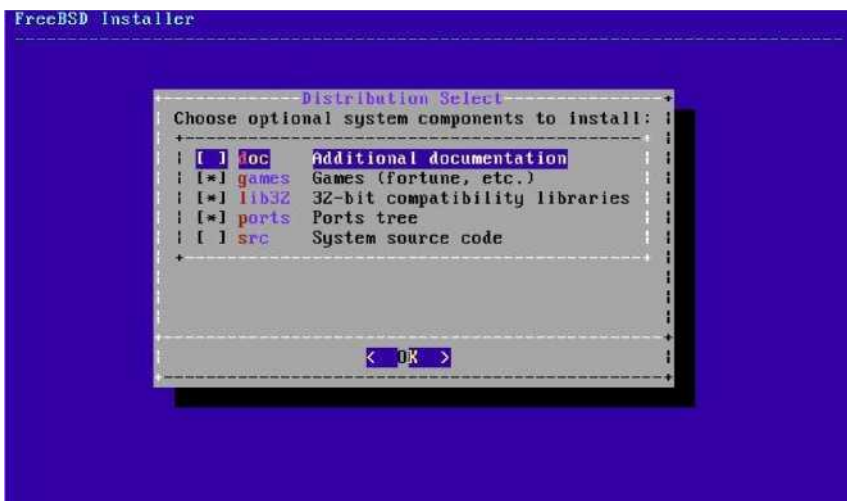 FreeBSD Installer
Distribution Select
Choose optional system components to install:
[ ] doc Additional documentation
[*] games Games (fortune, etc.)
[*] lib32 32-bit compatibility libraries
[*] ports Ports tree
[ ] src System source code
< OK >